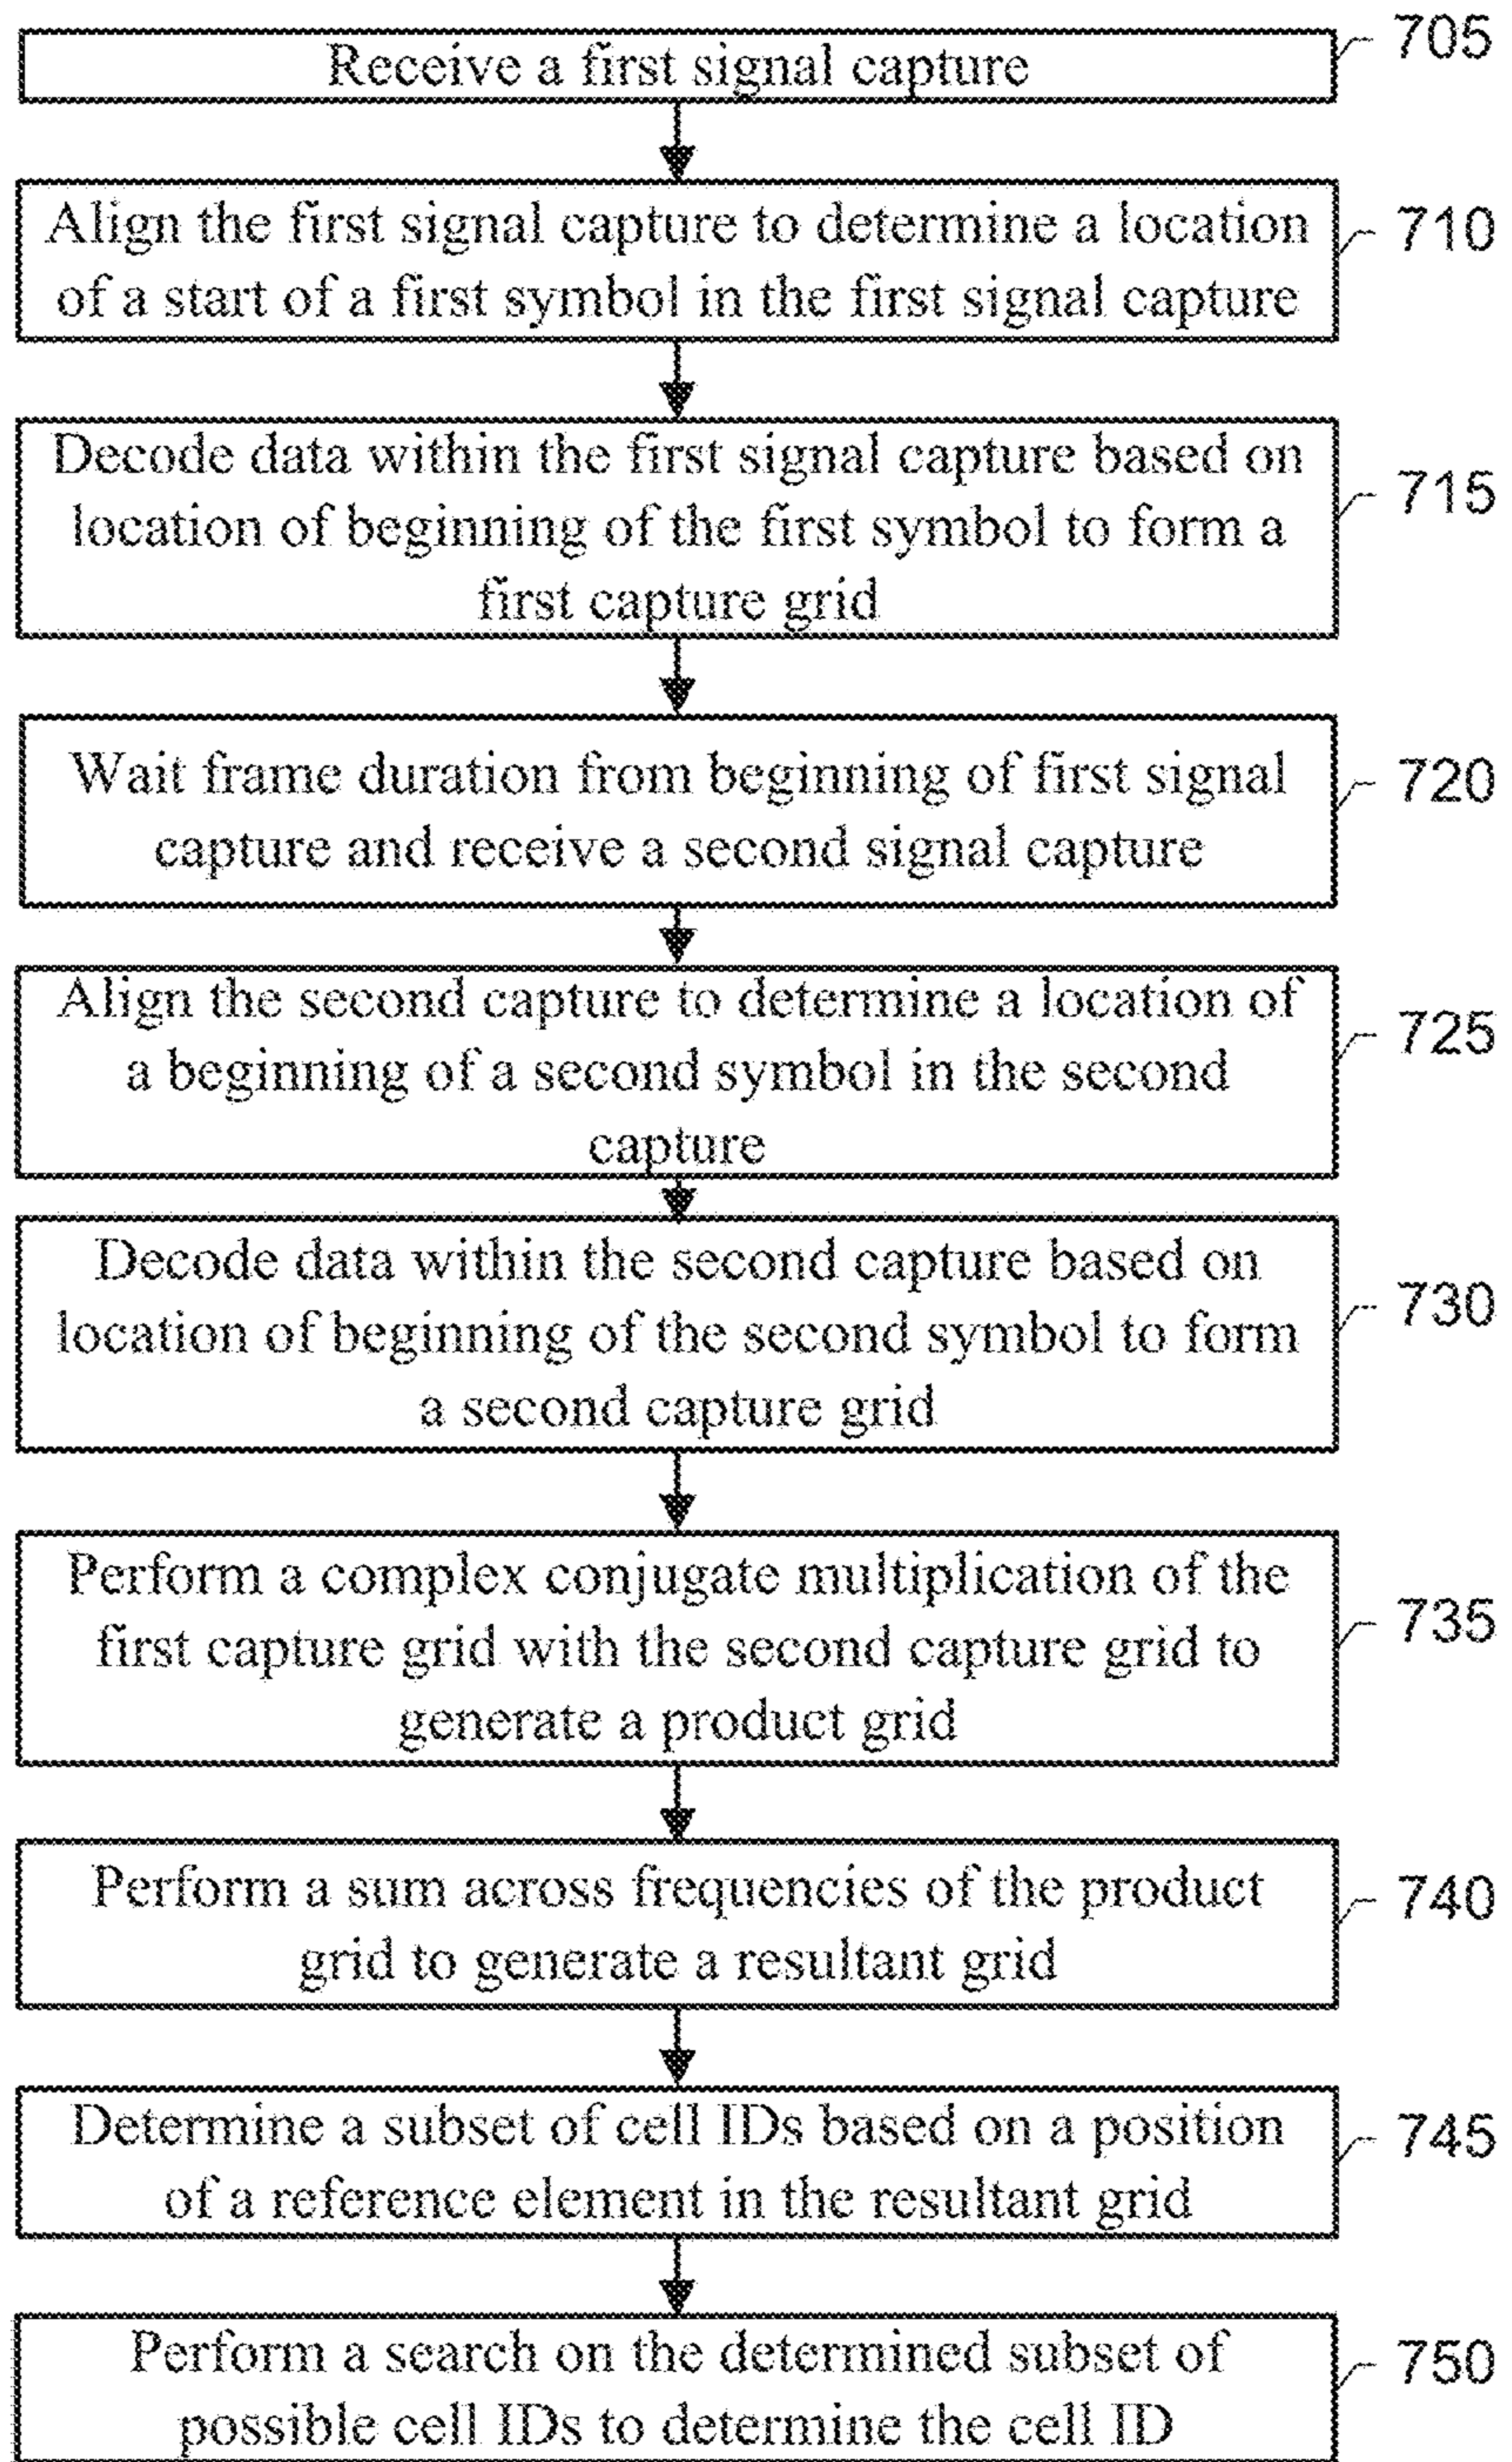 Receive a first signal capture
705
Align the first signal capture to determine a location
of a start of a first symbol in the first signal capture
710
Decode data within the first signal capture based on
location of beginning of the first symbol to form a
first capture grid
715
Wait frame duration from beginning of first signal
capture and receive a second signal capture
720
Align the second capture to determine a location of
a beginning of a second symbol in the second
capture
725
Decode data within the second capture based on
location of beginning of the second symbol to form
a second capture grid
730
Perform a complex conjugate multiplication of the
first capture grid with the second capture grid to
generate a product grid
735
Perform a sum across frequencies of the product
grid to generate a resultant grid
740
Determine a subset of cell IDs based on a position
of a reference element in the resultant grid
745
Perform a search on the determined subset of
possible cell IDs to determine the cell ID
750